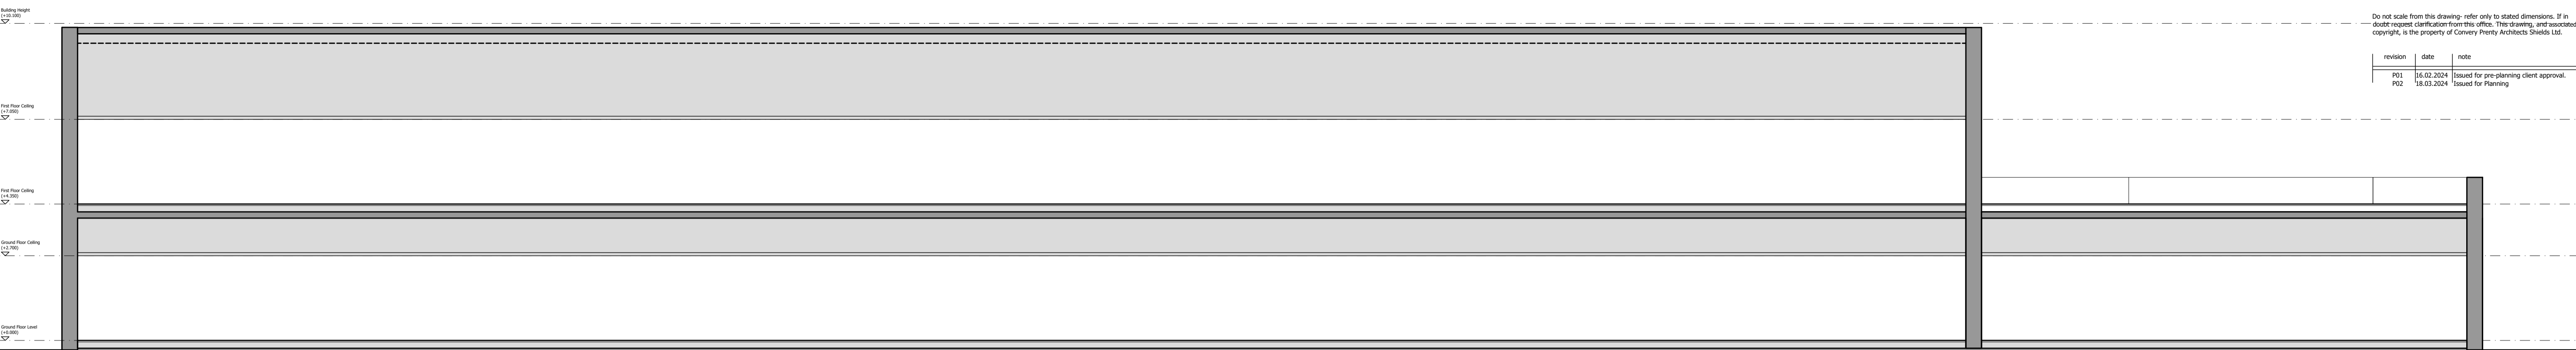 Building Height
(+10.100)
Do not scale from this drawing- refer only to stated dimensions. If in
doubt request clarification from this office. This drawing, and associated
copyright, is the property of Convery Prenty Architects Shields Ltd.
revision date note
P01 16.02.2024 Issued for pre-planning client approval.
P02 18.03.2024 Issued for Planning
First Floor Ceiling
(+7.050)
First Floor Ceiling
(+4.350)
Ground Floor Ceiling
(+2.700)
Ground Floor Level
(+0.000)